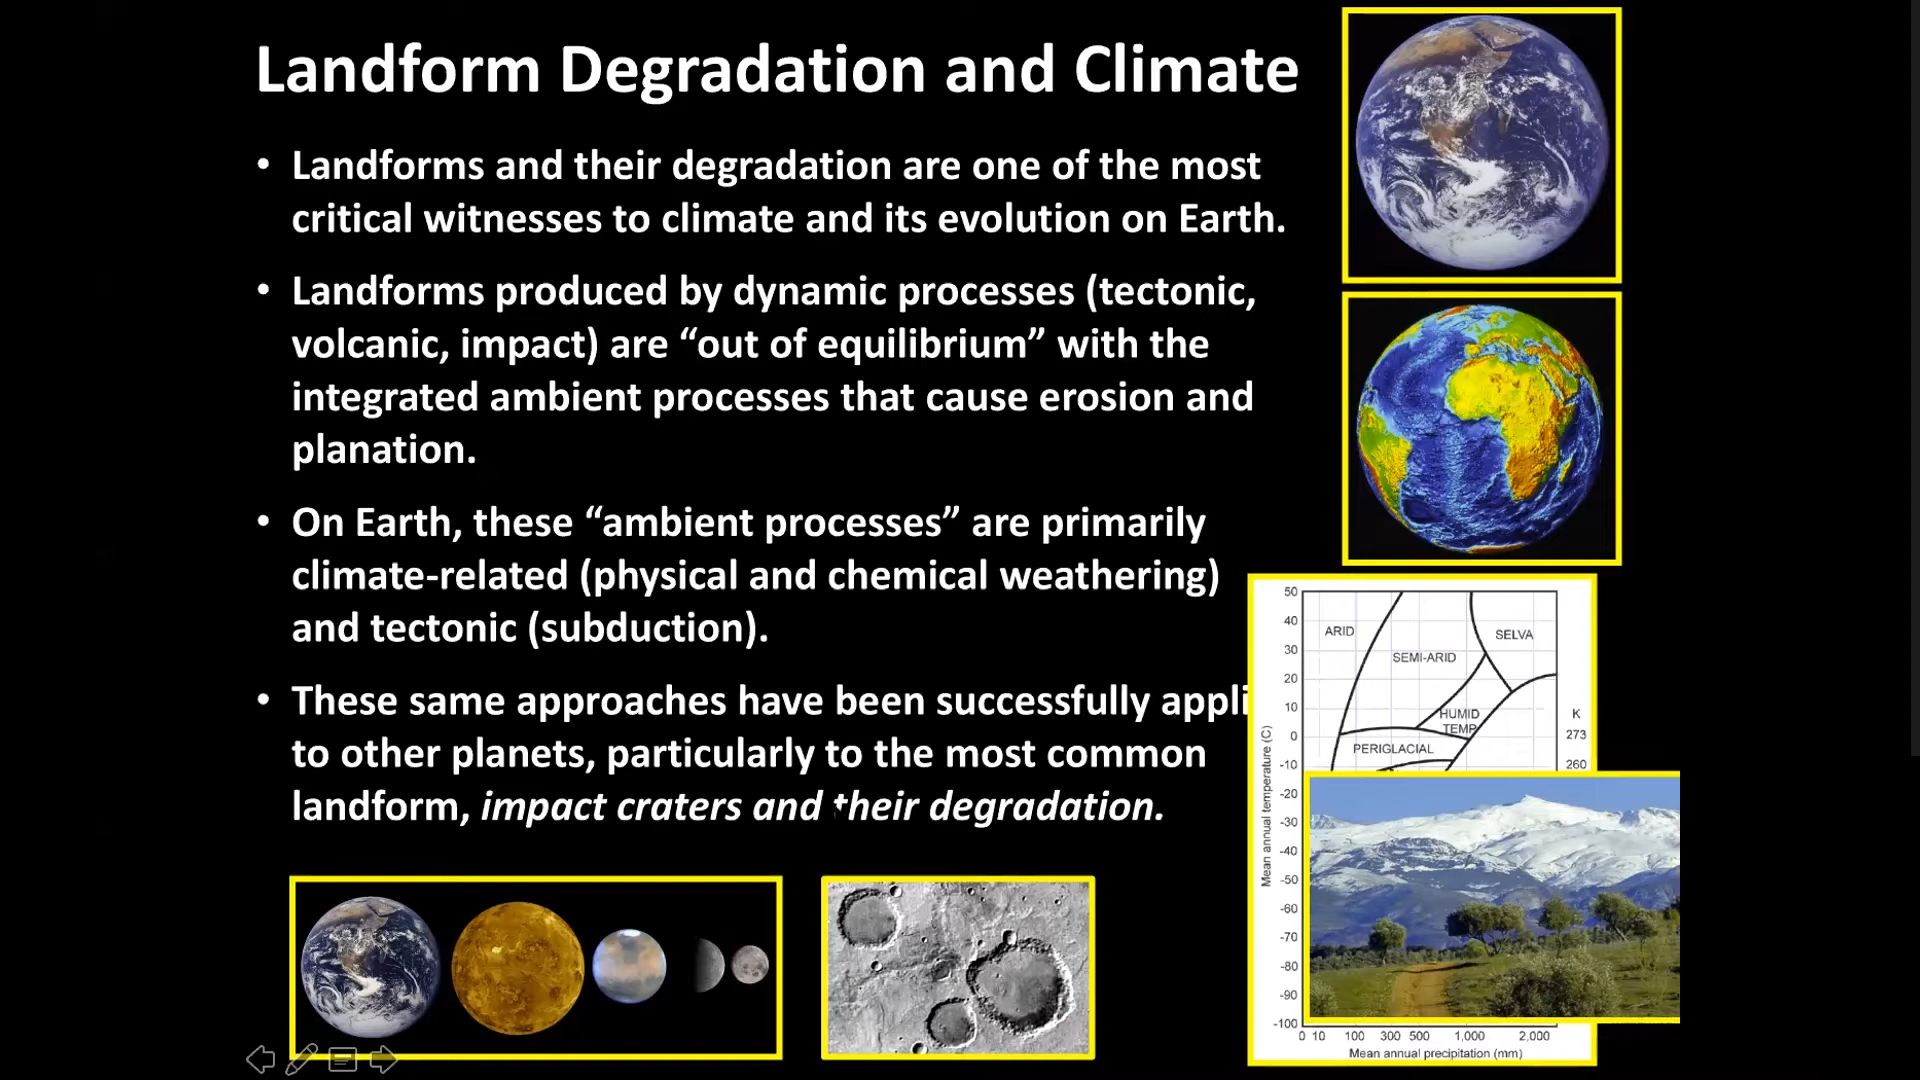 Landform Degradation and Climate
• Landforms and their degradation are one of the most
critical witnesses to climate and its evolution on Earth.
• Landforms produced by dynamic processes (tectonic,
volcanic, impact) are “out of equilibrium” with the
integrated ambient processes that cause erosion and
planation.
• On Earth, these “ambient processes” are primarily
climate-related (physical and chemical weathering)
and tectonic (subduction).
• These same approaches have been successfully appli
to other planets, particularly to the most common
landform, impact craters and their degradation.
50
40
30
20
10
0
-10
-20
-30
-40
-50
-60
-70
-80
-90
-100
Mean annual temperature (C)
ARID
SEMI-ARID
SELVA
HUMID
TEMP
PERIGLACIAL
K
273
260
0 10 100 300 500 1,000 2,000
Mean annual precipitation (mm)